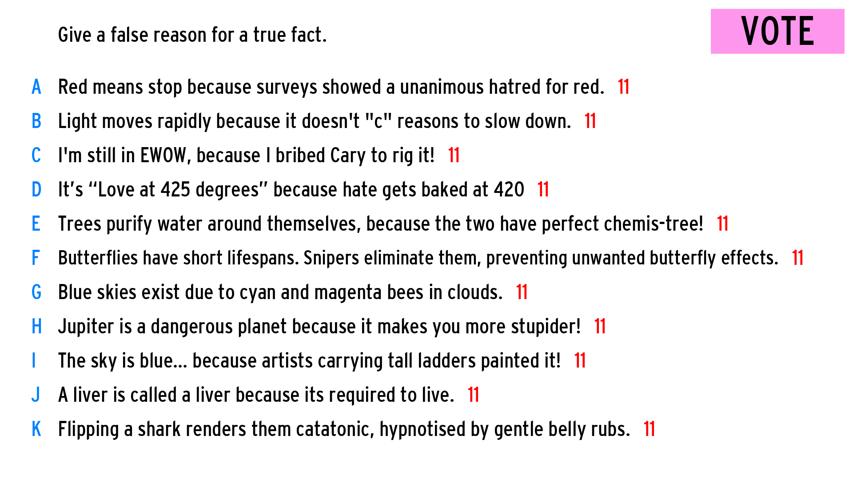 Give a false reason for a true fact.
VOTE
A Red means stop because surveys showed a unanimous hatred for red. 11
B Light moves rapidly because it doesn't "c" reasons to slow down. 11
C I'm still in EWOW, because I bribed Cary to rig it! 11
D It’s “Love at 425 degrees” because hate gets baked at 420 11
E Trees purify water around themselves, because the two have perfect chemis-tree! 11
F Butterflies have short lifespans. Snipers eliminate them, preventing unwanted butterfly effects. 11
G Blue skies exist due to cyan and magenta bees in clouds. 11
H Jupiter is a dangerous planet because it makes you more stupider! 11
I The sky is blue... because artists carrying tall ladders painted it! 11
J A liver is called a liver because its required to live. 11
K Flipping a shark renders them catatonic, hypnotised by gentle belly rubs. 11